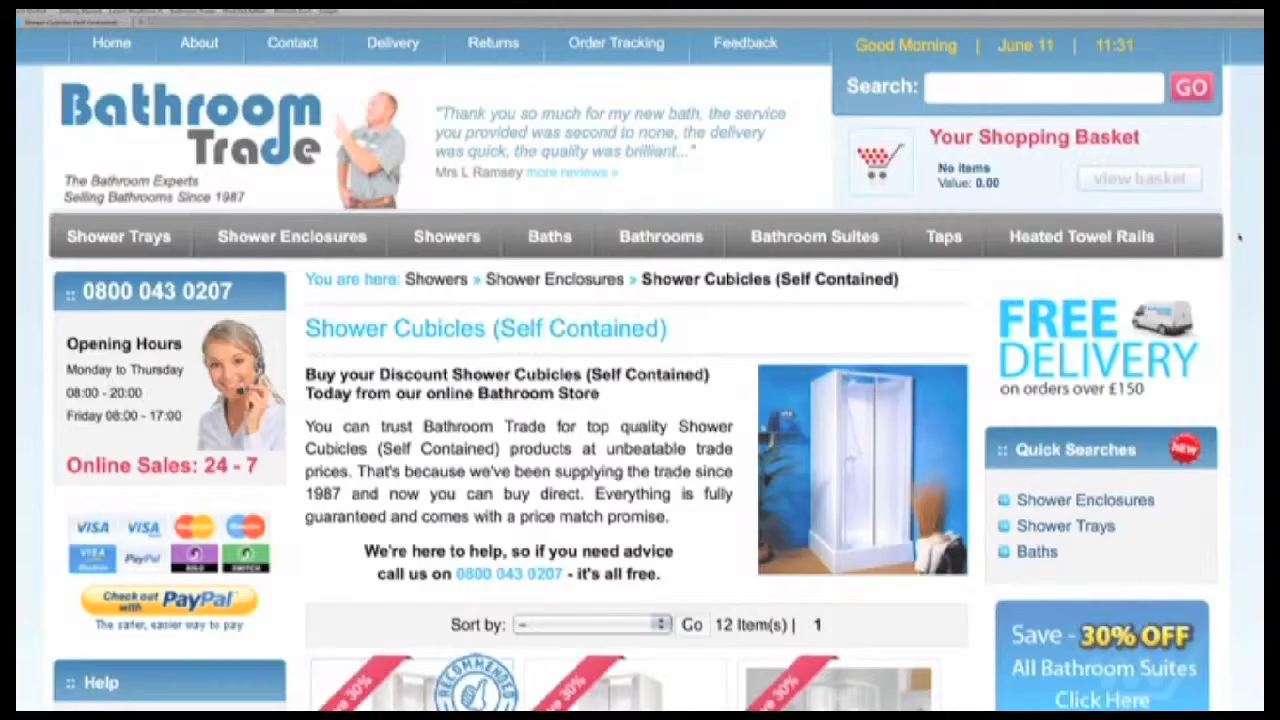 Shower Cubicles (Self Contained)
Home
About
Contact
Delivery
Returns
Order Tracking
Feedback
Good Morning | June 11 | 11:31
Search:
GO
Bathroom
Trade
The Bathroom Experts
Selling Bathrooms Since 1987
"Thank you so much for my new bath, the service
you provided was second to none, the delivery
was quick, the quality was brilliant..."
Mrs L Ramsey more reviews »
Your Shopping Basket
No items
Value: 0.00
view basket
Shower Trays
Shower Enclosures
Showers
Baths
Bathrooms
Bathroom Suites
Taps
Heated Towel Rails
:: 0800 043 0207
Opening Hours
Monday to Thursday
08:00 - 20:00
Friday 08:00 - 17:00
Online Sales: 24 - 7
VISA
VISA
VISA
PayPal
SOLO
SWITCH
Check out
with PayPal
The safer, easier way to pay
:: Help
You are here: Showers » Shower Enclosures » Shower Cubicles (Self Contained)
Shower Cubicles (Self Contained)
Buy your Discount Shower Cubicles (Self Contained)
Today from our online Bathroom Store
You can trust Bathroom Trade for top quality Shower
Cubicles (Self Contained) products at unbeatable trade
prices. That's because we've been supplying the trade since
1987 and now you can buy direct. Everything is fully
guaranteed and comes with a price match promise.
We're here to help, so if you need advice
call us on 0800 043 0207 - it's all free.
Sort by: -- Go 12 Item(s) | 1
30%
RECOMMENDED
30%
30%
FREE
DELIVERY
on orders over £150
:: Quick Searches
NEW
Shower Enclosures
Shower Trays
Baths
Save - 30% OFF
All Bathroom Suites
Click Here